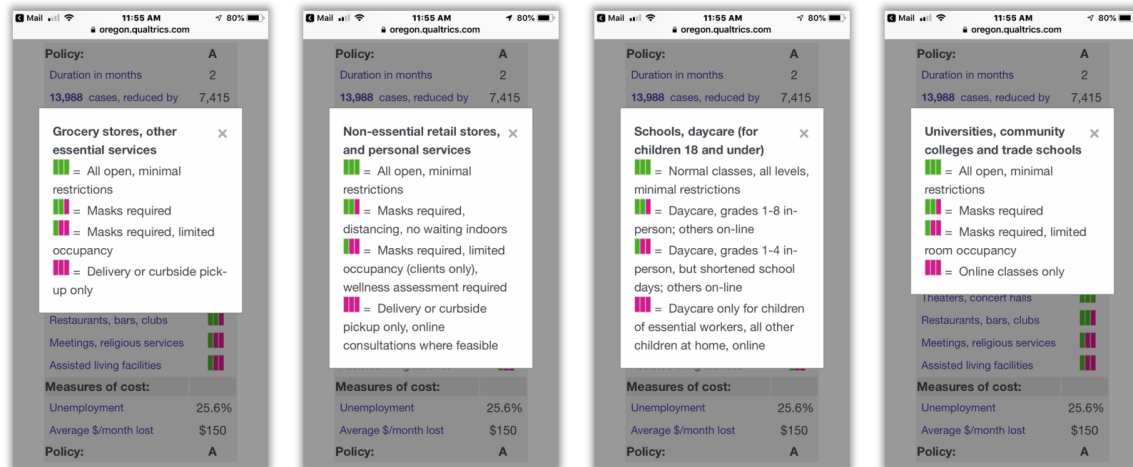 Mail 11:55 AM 80%
oregon.qualtrics.com
Policy: A
Duration in months 2
13,988 cases, reduced by 7,415
Grocery stores, other ×
essential services
= All open, minimal
restrictions
= Masks required
= Masks required, limited
occupancy
= Delivery or curbside pick-
up only
Restaurants, bars, clubs
Meetings, religious services
Assisted living facilities
Measures of cost:
Unemployment 25.6%
Average $/month lost $150
Policy: A
Mail 11:55 AM 80%
oregon.qualtrics.com
Policy: A
Duration in months 2
13,988 cases, reduced by 7,415
Non-essential retail stores, ×
and personal services
= All open, minimal
restrictions
= Masks required,
distancing, no waiting indoors
= Masks required, limited
occupancy (clients only),
wellness assessment required
= Delivery or curbside
pickup only, online
consultations where feasible
Measures of cost:
Unemployment 25.6%
Average $/month lost $150
Policy: A
Mail 11:55 AM 80%
oregon.qualtrics.com
Policy: A
Duration in months 2
13,988 cases, reduced by 7,415
Schools, daycare (for ×
children 18 and under)
= Normal classes, all levels,
minimal restrictions
= Daycare, grades 1-8 in-
person; others on-line
= Daycare, grades 1-4 in-
person, but shortened school
days; others on-line
= Daycare only for children
of essential workers, all other
children at home, online
Measures of cost:
Unemployment 25.6%
Average $/month lost $150
Policy: A
Mail 11:55 AM 80%
oregon.qualtrics.com
Policy: A
Duration in months 2
13,988 cases, reduced by 7,415
Universities, community ×
colleges and trade schools
= All open, minimal
restrictions
= Masks required
= Masks required, limited
room occupancy
= Online classes only
Theaters, concert halls
Restaurants, bars, clubs
Meetings, religious services
Assisted living facilities
Measures of cost:
Unemployment 25.6%
Average $/month lost $150
Policy: A